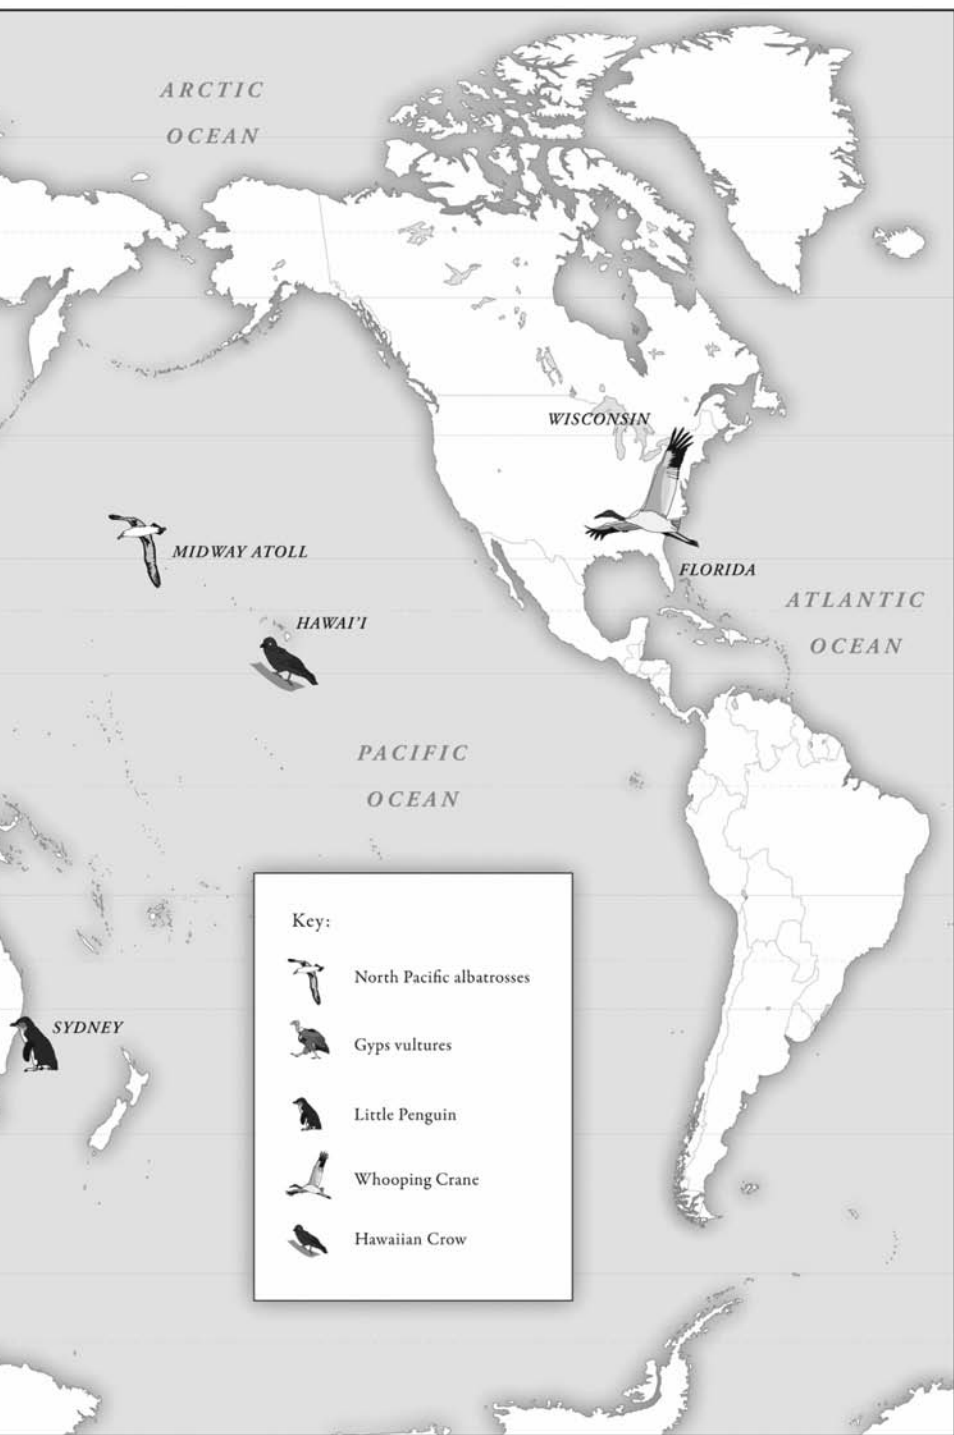 ARCTIC
OCEAN
WISCONSIN
MIDWAY ATOLL
FLORIDA
ATLANTIC
OCEAN
HAWAI'I
PACIFIC
OCEAN
Key:
North Pacific albatrosses
Gyps vultures
SYDNEY
Little Penguin
Whooping Crane
Hawaiian Crow